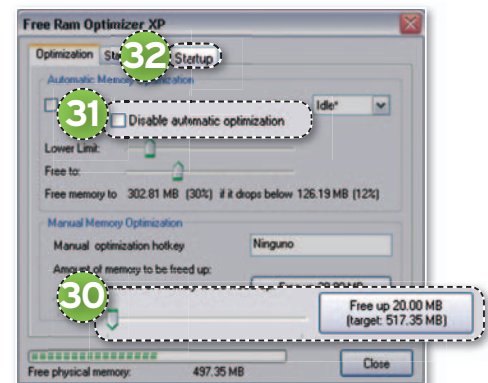 Free Ram Optimizer XP
Optimization
32
Startup
Automatic Memory Optimization
31
Disable automatic optimization
Idle*
Lower Limit:
Free to:
Free memory to 302.81 MB (30%) if it drops below 126.19 MB (12%)
Manual Memory Optimization
Manual optimization hotkey
Ninguno
Amount of memory to be freed up:
30
Free up 20.00 MB
(target: 517.35 MB)
Free physical memory: 497.35 MB
Close